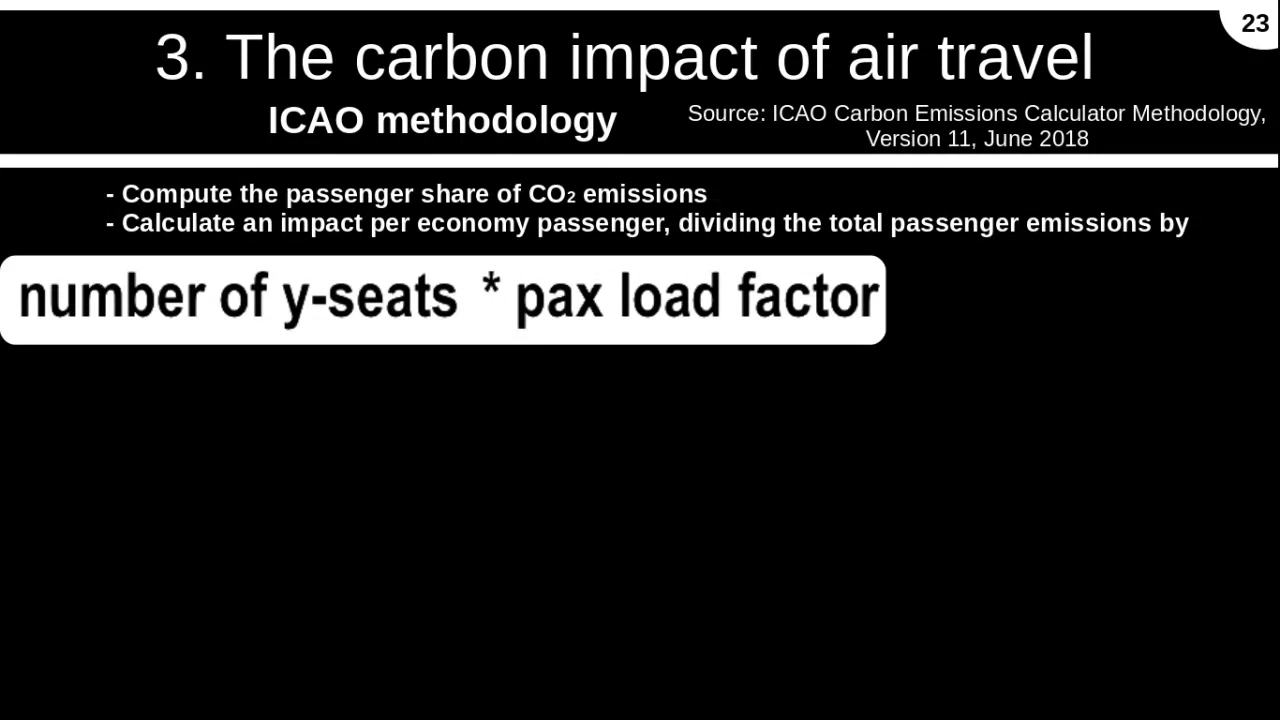 23
3. The carbon impact of air travel
ICAO methodology
Source: ICAO Carbon Emissions Calculator Methodology,
Version 11, June 2018
- Compute the passenger share of CO₂ emissions
- Calculate an impact per economy passenger, dividing the total passenger emissions by
number of y-seats * pax load factor